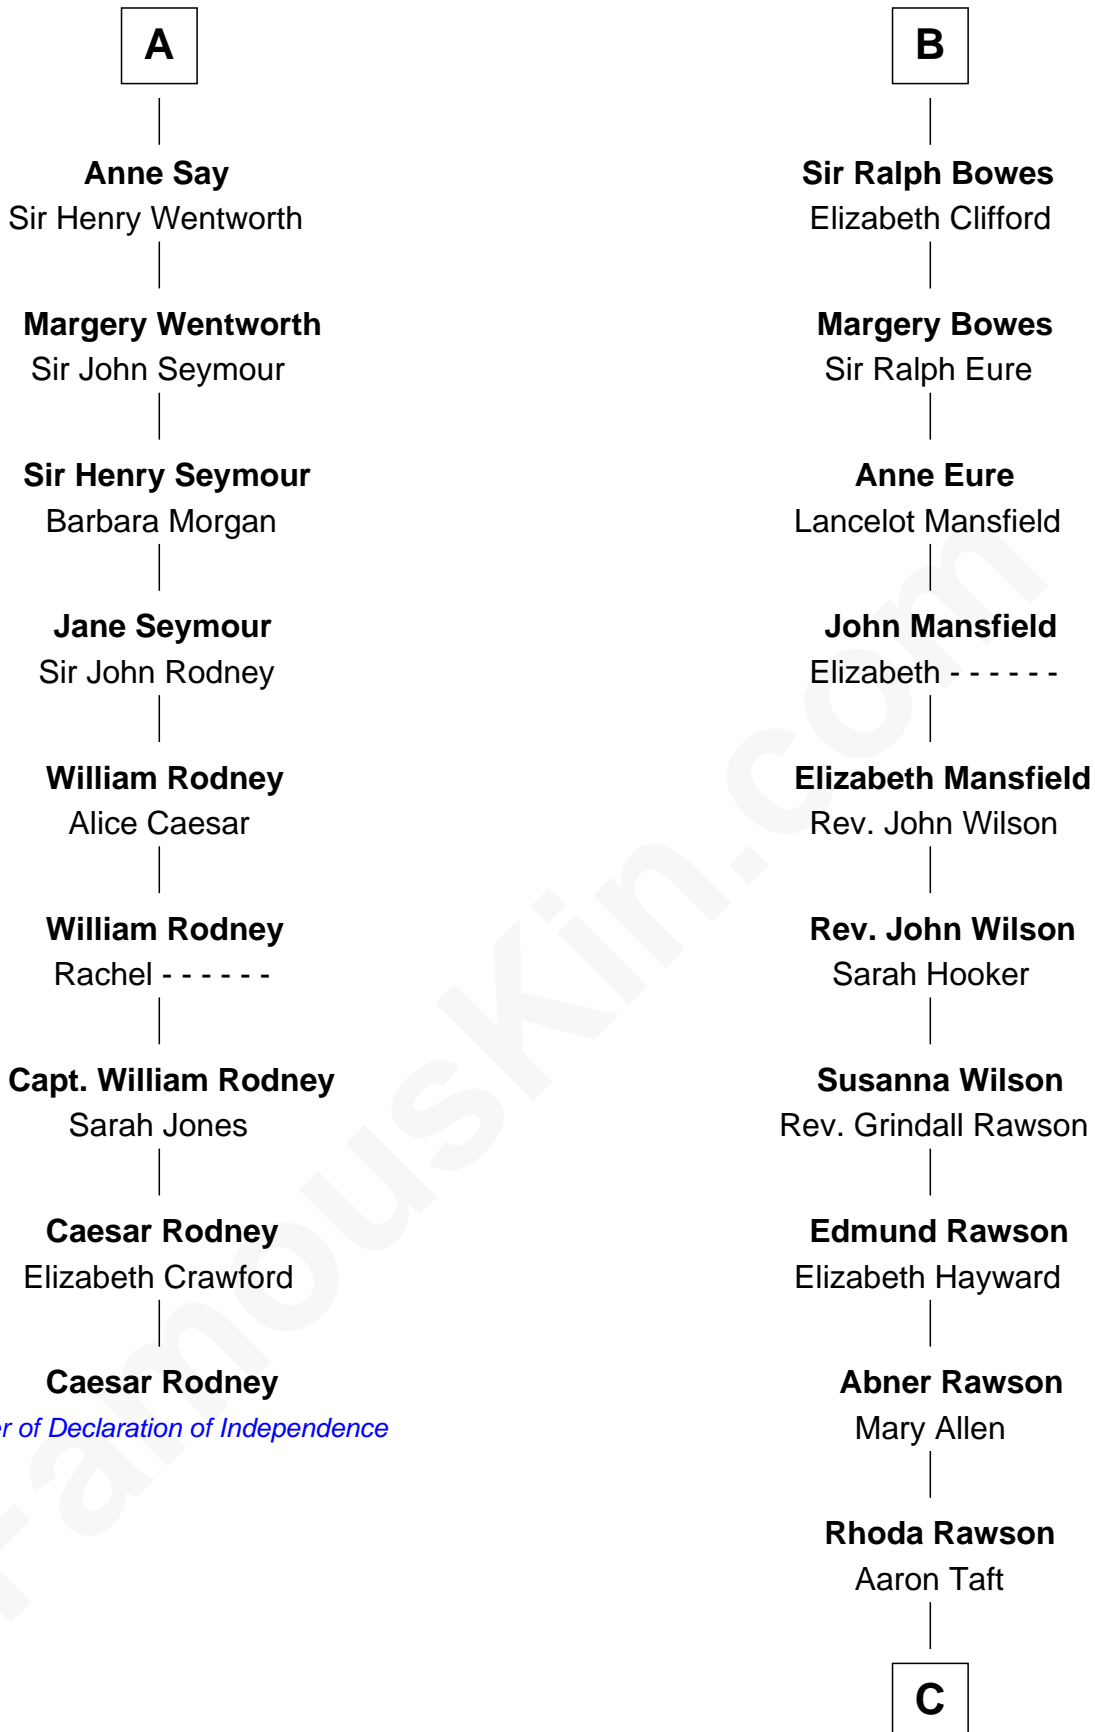 A
Anne Say
Sir Henry Wentworth
Margery Wentworth
Sir John Seymour
Sir Henry Seymour
Barbara Morgan
Jane Seymour
Sir John Rodney
William Rodney
Alice Caesar
William Rodney
Rachel - - - - - -
Capt. William Rodney
Sarah Jones
Caesar Rodney
Elizabeth Crawford
Caesar Rodney
of Declaration of Independence
B
Sir Ralph Bowes
Elizabeth Clifford
Margery Bowes
Sir Ralph Eure
Anne Eure
Lancelot Mansfield
John Mansfield
Elizabeth - - - - - -
Elizabeth Mansfield
Rev. John Wilson
Rev. John Wilson
Sarah Hooker
Susanna Wilson
Rev. Grindall Rawson
Edmund Rawson
Elizabeth Hayward
Abner Rawson
Mary Allen
Rhoda Rawson
Aaron Taft
C
FamousKin.com